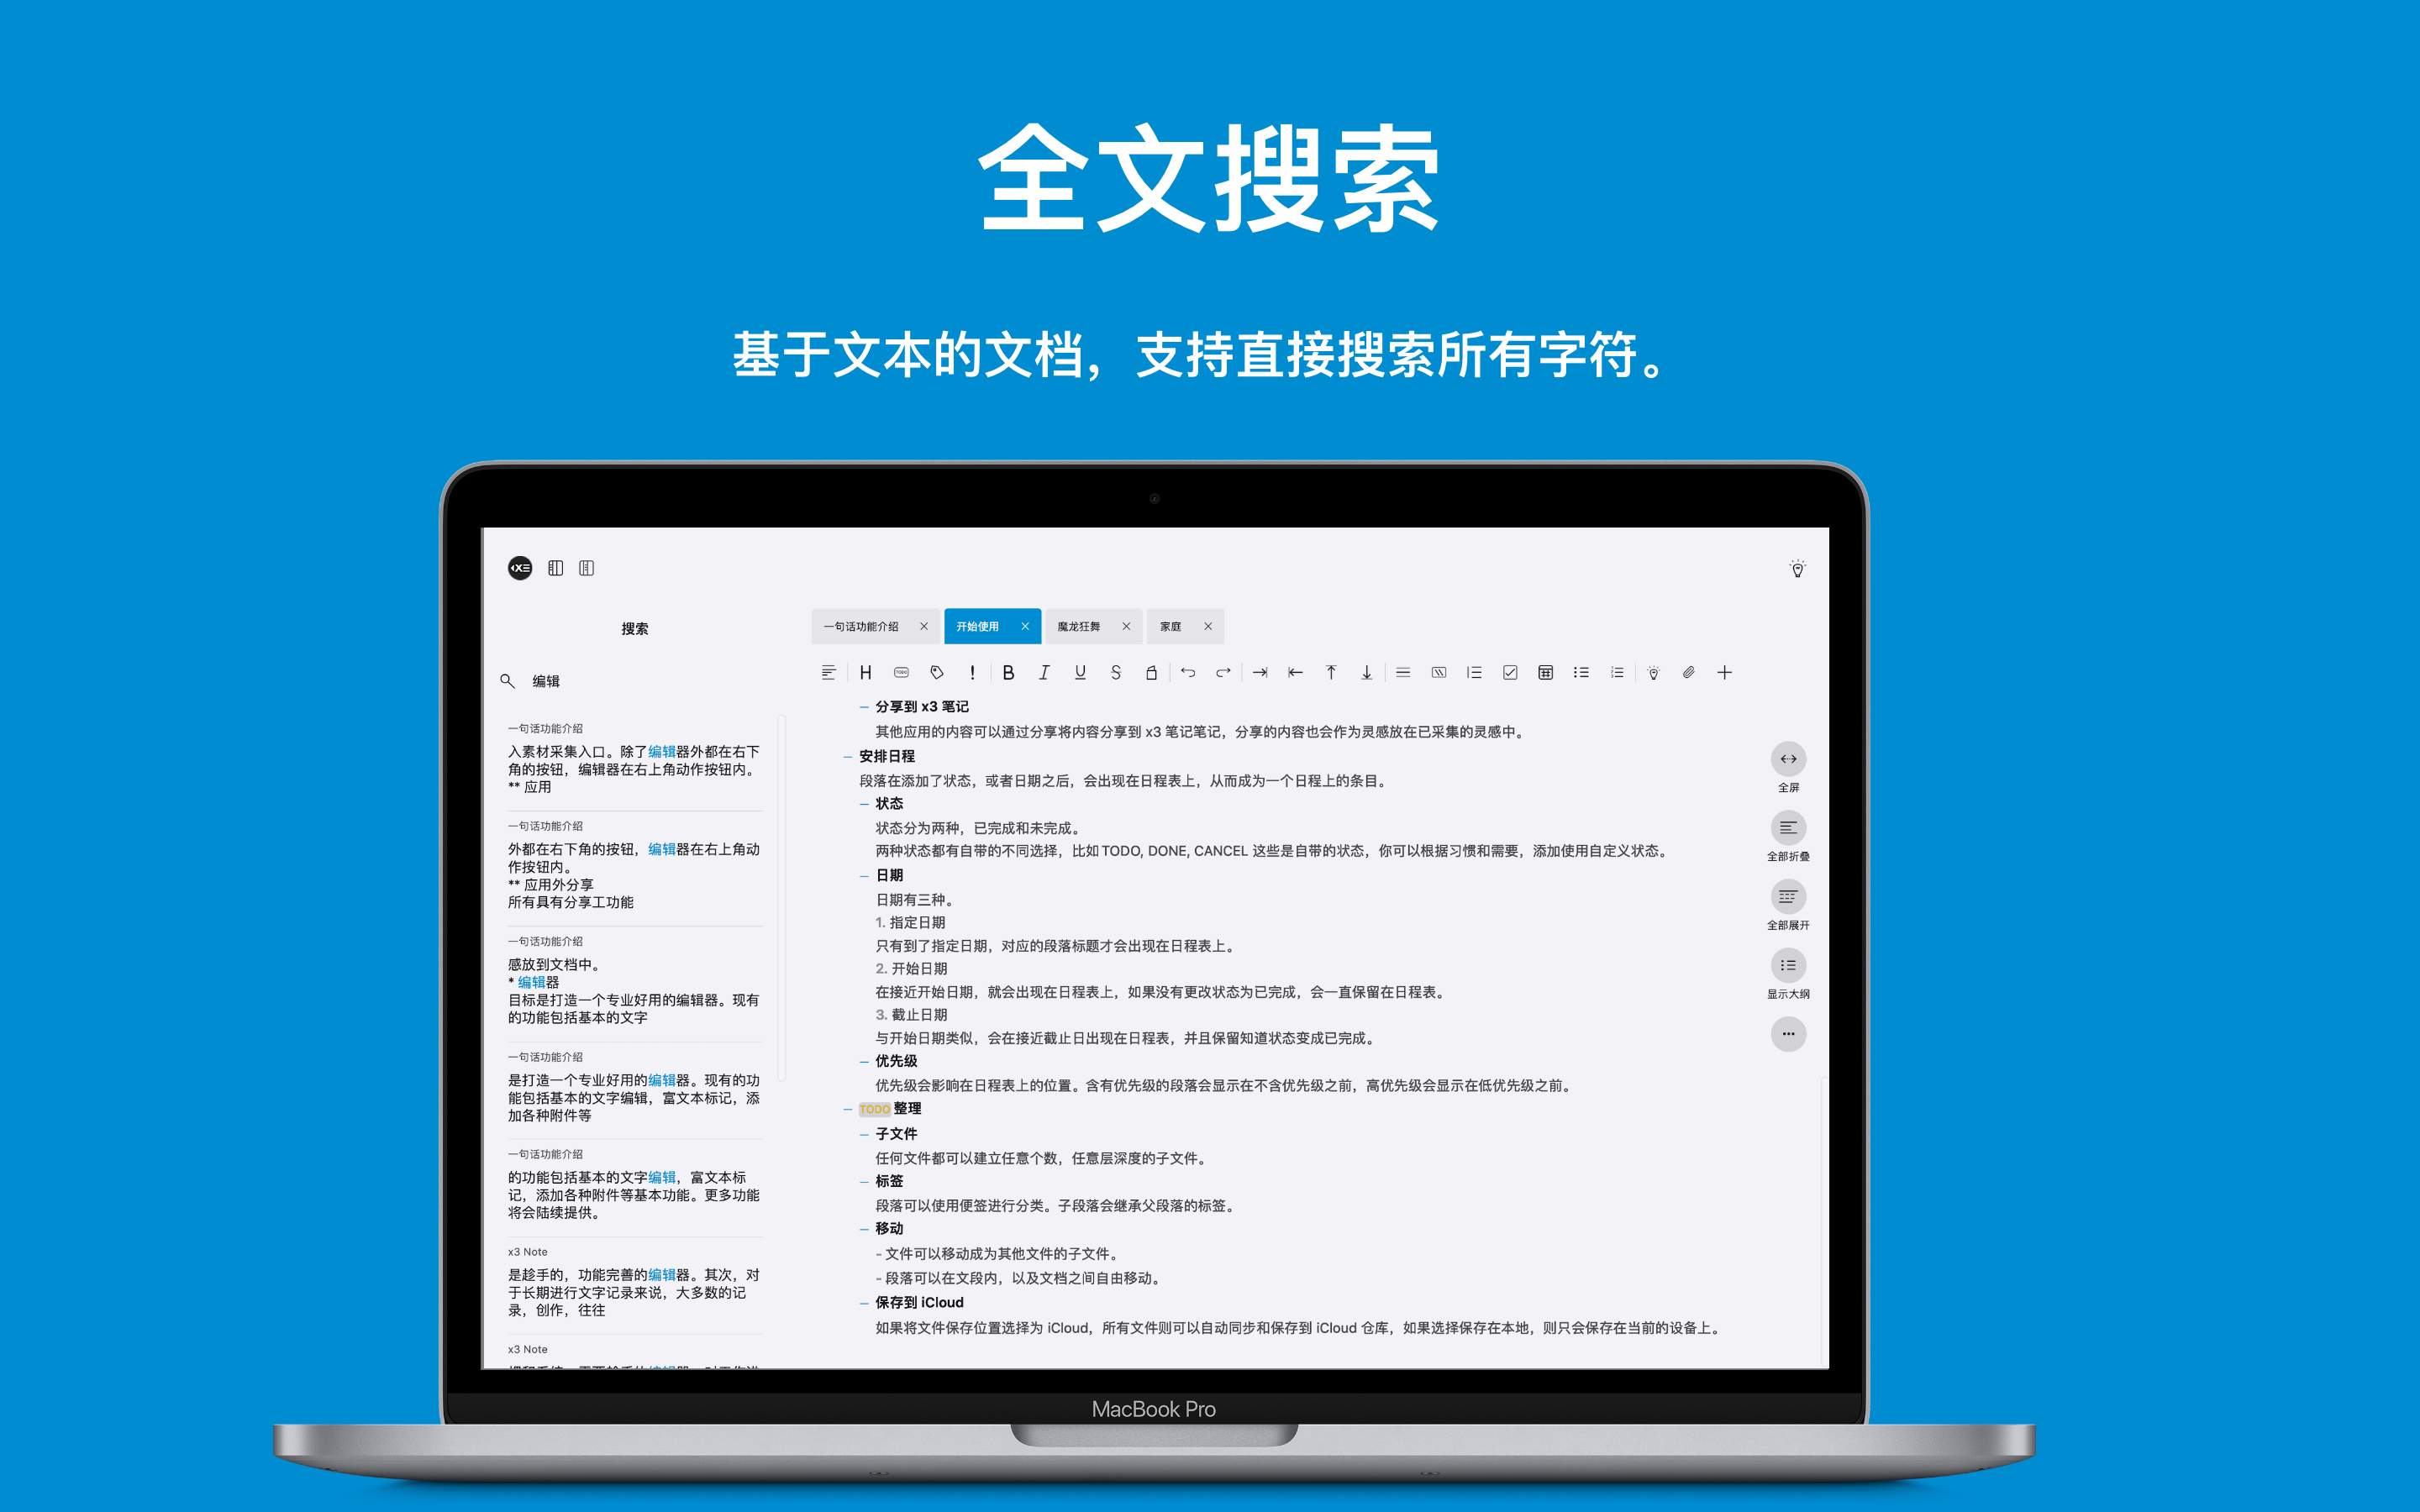 全文搜索
基于文本的文档，支持直接搜索所有字符。
搜索
编辑
一句话功能介绍
入素材采集入口。除了编辑器外都在右下
角的按钮，编辑器在右上角动作按钮内。
** 应用
一句话功能介绍
外都在右下角的按钮，编辑器在右上角动
作按钮内。
** 应用外分享
所有具有分享工功能
一句话功能介绍
感放到文档中。
* 编辑器
目标是打造一个专业好用的编辑器。现有
的功能包括基本的文字
一句话功能介绍
是打造一个专业好用的编辑器。现有的功
能包括基本的文字编辑，富文本标记，添
加各种附件等
一句话功能介绍
的功能包括基本的文字编辑，富文本标
记，添加各种附件等基本功能。更多功能
将会陆续提供。
x3 Note
是趁手的，功能完善的编辑器。其次，对
于长期进行文字记录来说，大多数的记
录，创作，往往
x3 Note
一句话功能介绍
开始使用
魔龙狂舞
家庭
H TODO ! B I U S
分享到 x3 笔记
其他应用的内容可以通过分享将内容分享到 x3 笔记笔记，分享的内容也会作为灵感放在已采集的灵感中。
安排日程
段落在添加了状态，或者日期之后，会出现在日程表上，从而成为一个日程上的条目。
状态
状态分为两种，已完成和未完成。
两种状态都有自带的不同选择，比如TODO, DONE, CANCEL 这些是自带的状态，你可以根据习惯和需要，添加使用自定义状态。
日期
日期有三种。
1. 指定日期
只有到了指定日期，对应的段落标题才会出现在日程表上。
2. 开始日期
在接近开始日期，就会出现在日程表上，如果没有更改状态为已完成，会一直保留在日程表。
3. 截止日期
与开始日期类似，会在接近截止日出现在日程表，并且保留知道状态变成已完成。
优先级
优先级会影响在日程表上的位置。含有优先级的段落会显示在不含优先级之前，高优先级会显示在低优先级之前。
TODO 整理
子文件
任何文件都可以建立任意个数，任意层深度的子文件。
标签
段落可以使用便签进行分类。子段落会继承父段落的标签。
移动
- 文件可以移动成为其他文件的子文件。
- 段落可以在文段内，以及文档之间自由移动。
保存到 iCloud
如果将文件保存位置选择为 iCloud，所有文件则可以自动同步和保存到 iCloud 仓库，如果选择保存在本地，则只会保存在当前的设备上。
全屏
全部折叠
全部展开
显示大纲
MacBook Pro